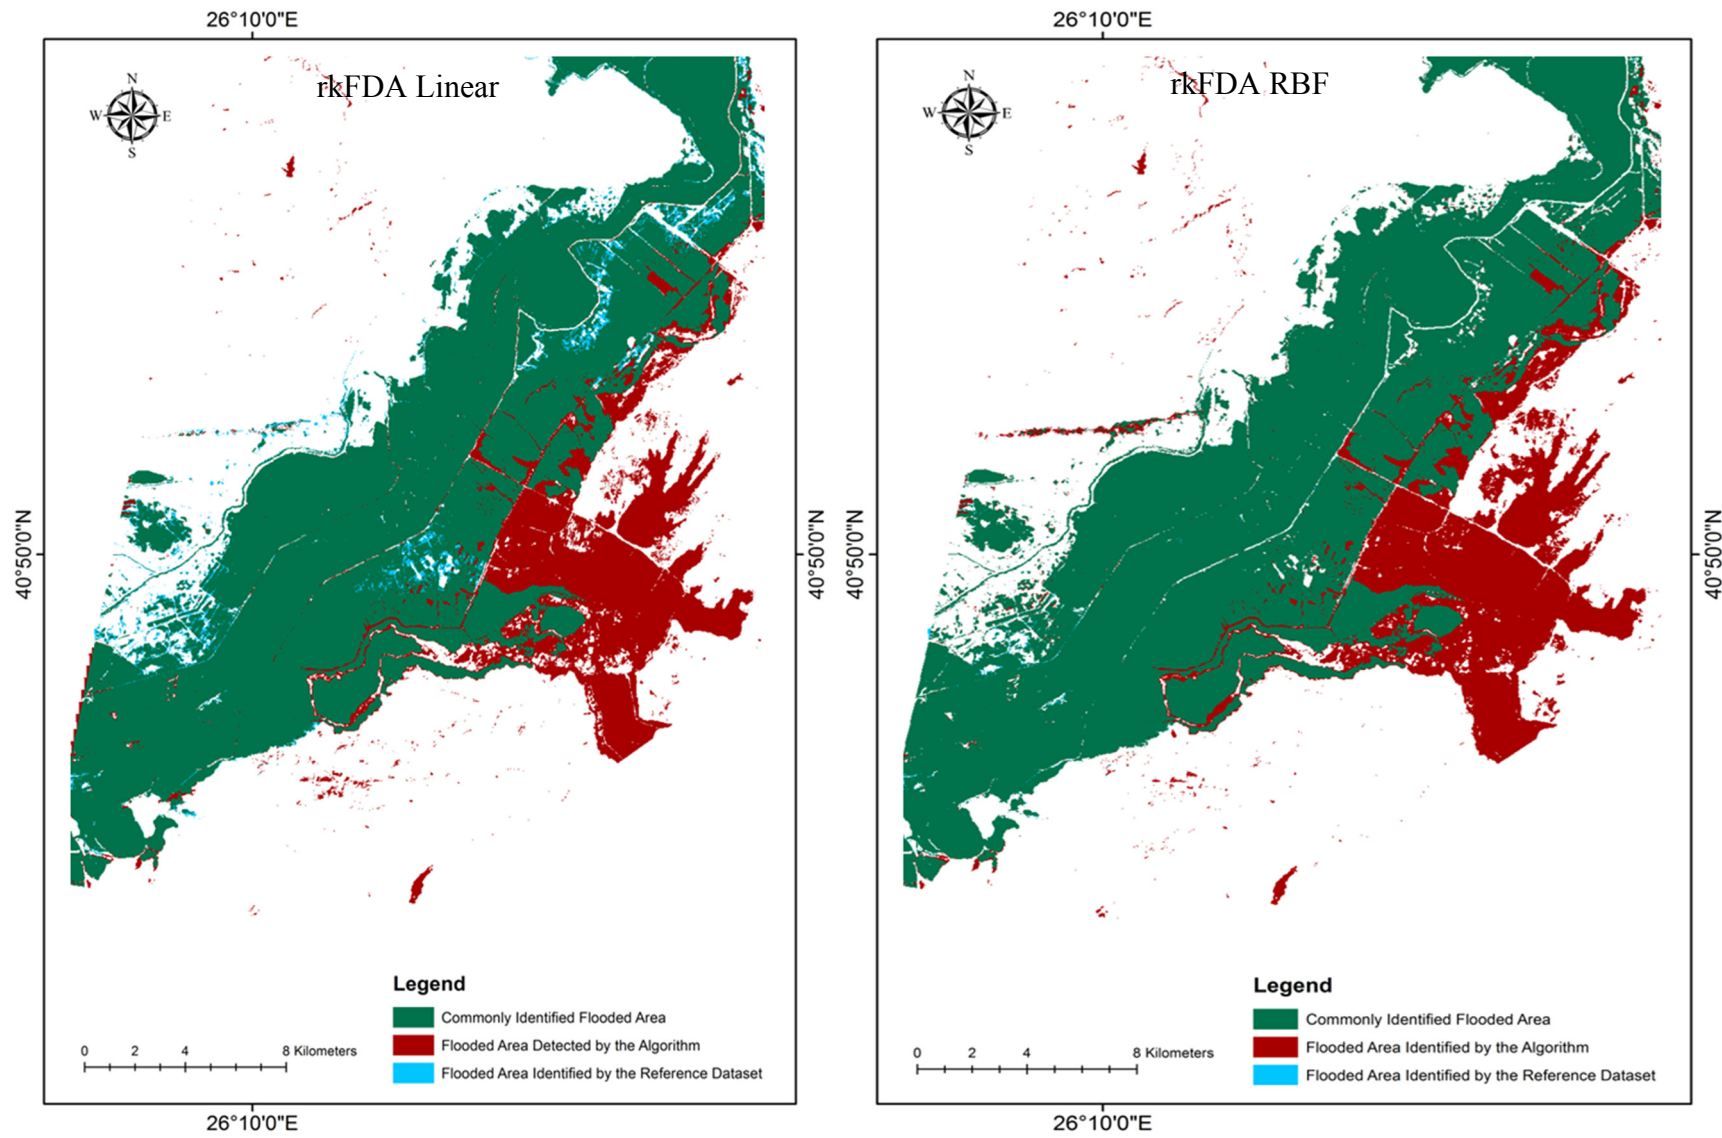 26°10'0"E
26°10'0"E
rkFDA Linear
rkFDA RBF
N
W E
S
N
W E
S
40°50'0"N
40°50'0"N
40°50'0"N
40°50'0"N
Legend
Commonly Identified Flooded Area
Flooded Area Detected by the Algorithm
Flooded Area Identified by the Reference Dataset
0 2 4 8 Kilometers
Legend
Commonly Identified Flooded Area
Flooded Area Identified by the Algorithm
Flooded Area Identified by the Reference Dataset
0 2 4 8 Kilometers
26°10'0"E
26°10'0"E